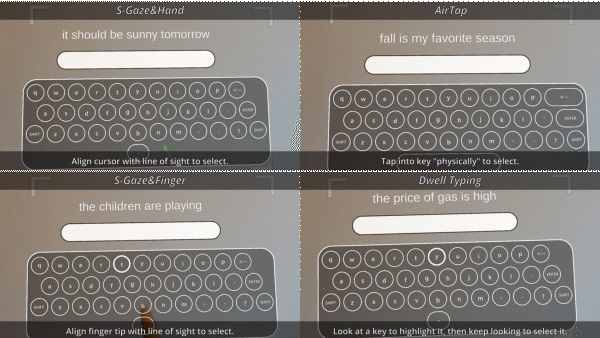 S-Gaze&Hand
it should be sunny tomorrow
q w e r t y u i o p <--
a s d f g h j k l ENTER
SHIFT z x c v b n m SHIFT
Align cursor with line of sight to select.
AirTap
fall is my favorite season
q w e r t y u i o p <--
a s d f g h j k l ENTER
SHIFT z x c v b n m . ? SHIFT
Tap into key "physically" to select.
S-Gaze&Finger
the children are playing
q w e r t y u i o p <--
a s d f g h j k l ENTER
SHIFT z x c v b n m ? SHIFT
Align finger tip with line of sight to select.
Dwell Typing
the price of gas is high
q w e r t y u i o p <--
a s d f g h j k l ENTER
SHIFT z x c v b n m ? SHIFT
Look at a key to highlight it, then keep looking to select it.